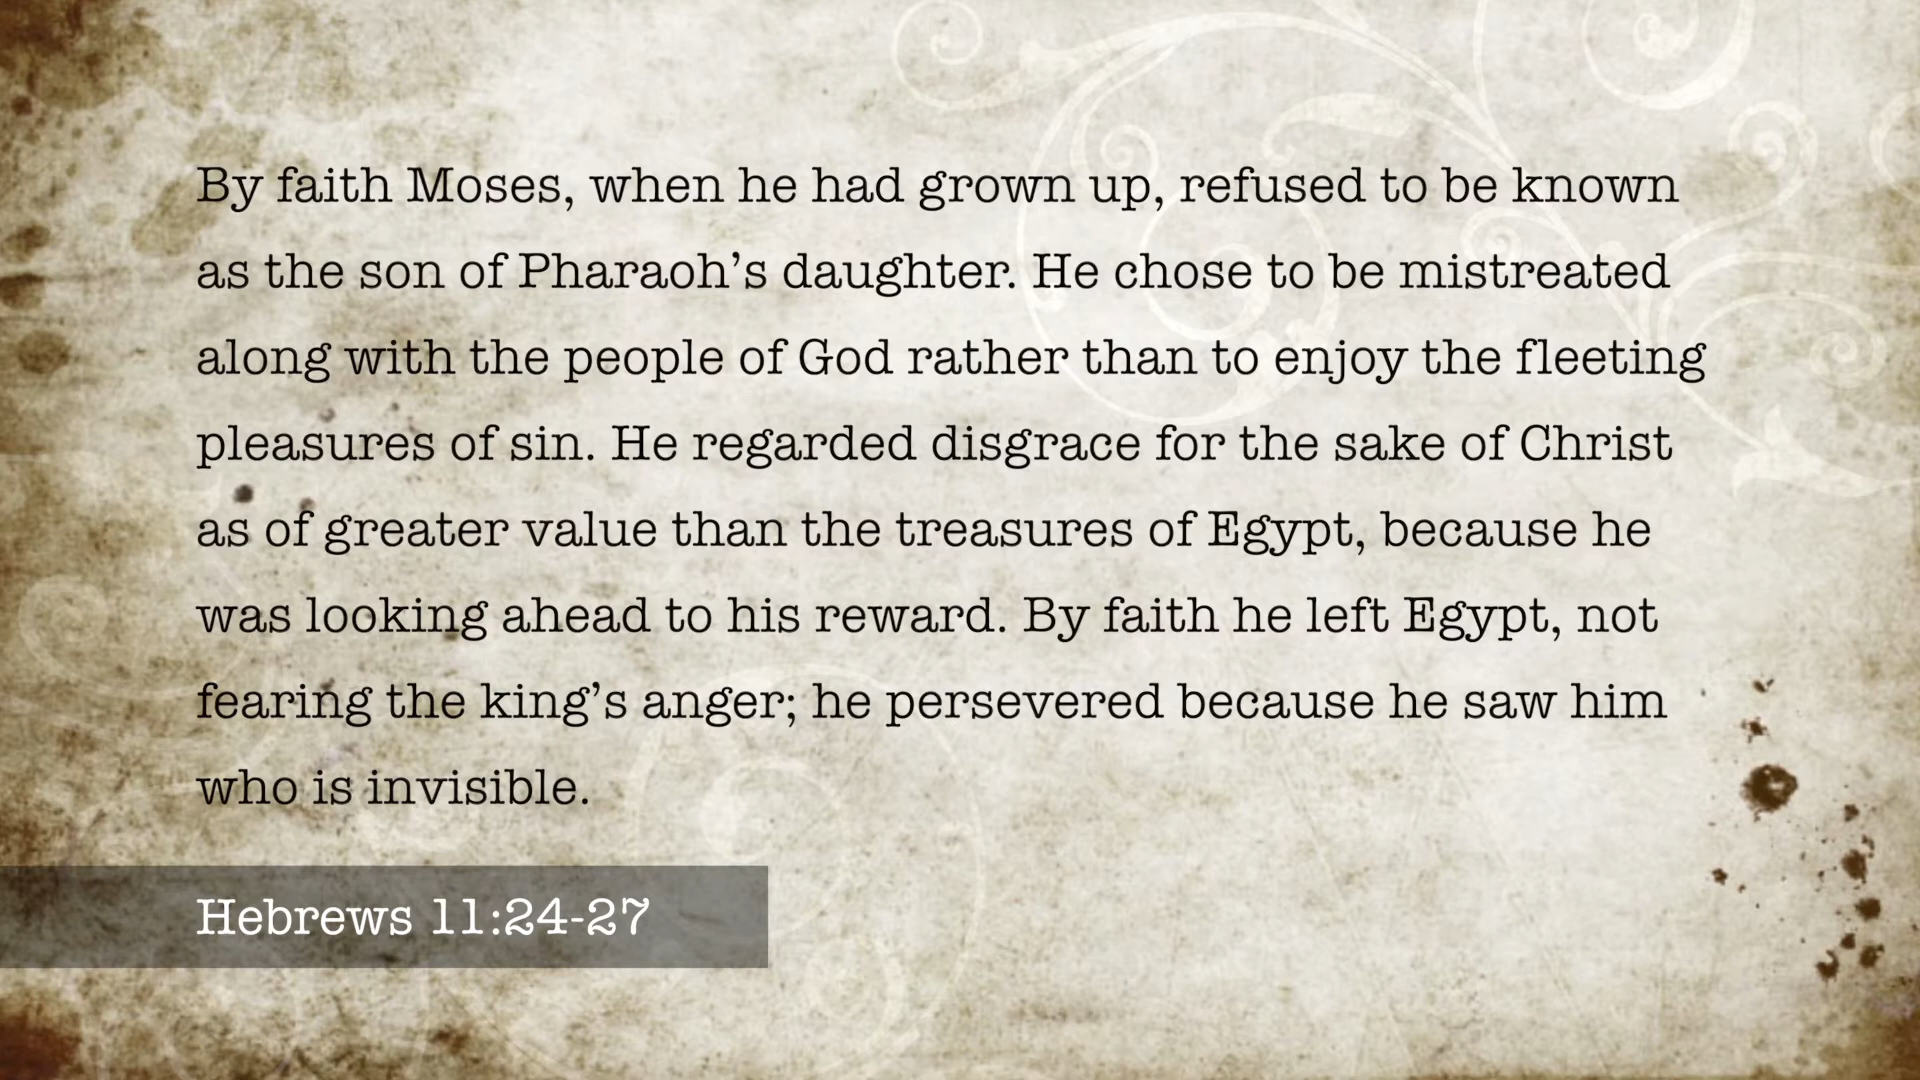 By faith Moses, when he had grown up, refused to be known
as the son of Pharaoh’s daughter. He chose to be mistreated
along with the people of God rather than to enjoy the fleeting
pleasures of sin. He regarded disgrace for the sake of Christ
as of greater value than the treasures of Egypt, because he
was looking ahead to his reward. By faith he left Egypt, not
fearing the king’s anger; he persevered because he saw him
who is invisible.
Hebrews 11:24-27